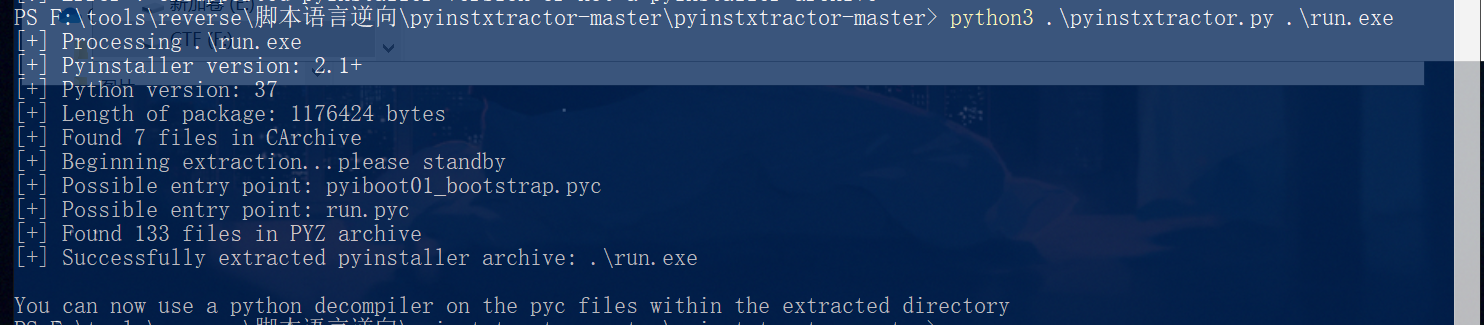 PS F:\tools\reverse\脚本语言逆向\pyinstxtractor-master\pyinstxtractor-master> python3 .\pyinstxtractor.py .\run.exe
[+] Processing .\run.exe
[+] Pyinstaller version: 2.1+
[+] Python version: 37
[+] Length of package: 1176424 bytes
[+] Found 7 files in CArchive
[+] Beginning extraction...please standby
[+] Possible entry point: pyiboot01_bootstrap.pyc
[+] Possible entry point: run.pyc
[+] Found 133 files in PYZ archive
[+] Successfully extracted pyinstaller archive: .\run.exe
You can now use a python decompiler on the pyc files within the extracted directory